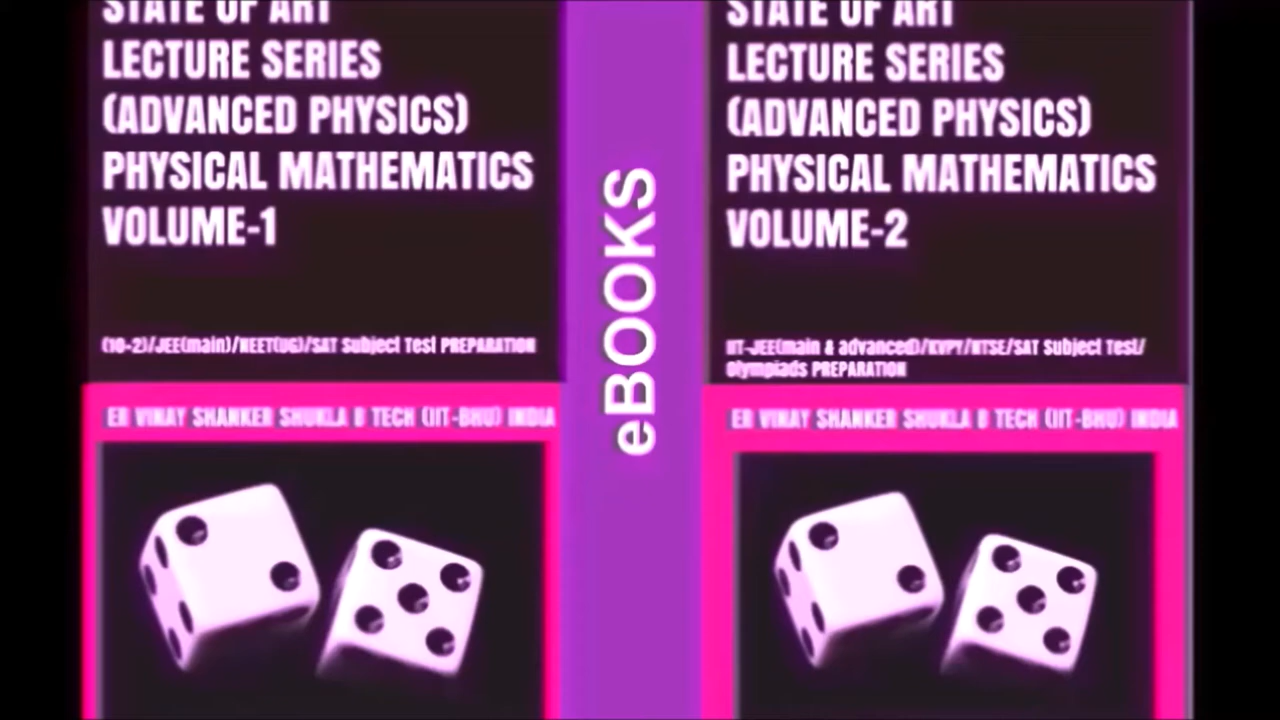 STATE OF ART
LECTURE SERIES
(ADVANCED PHYSICS)
PHYSICAL MATHEMATICS
VOLUME-1
(10+2)/JEE(main)/NEET(UG)/SAT Subject Test PREPARATION
ER VINAY SHANKER SHUKLA B TECH (IIT-BHU) INDIA
eBOOKS
STATE OF ART
LECTURE SERIES
(ADVANCED PHYSICS)
PHYSICAL MATHEMATICS
VOLUME-2
IIT-JEE(main & advanced)/KVPY/NTSE/SAT Subject Test/
Olympiads PREPARATION
ER VINAY SHANKER SHUKLA B TECH (IIT-BHU) INDIA